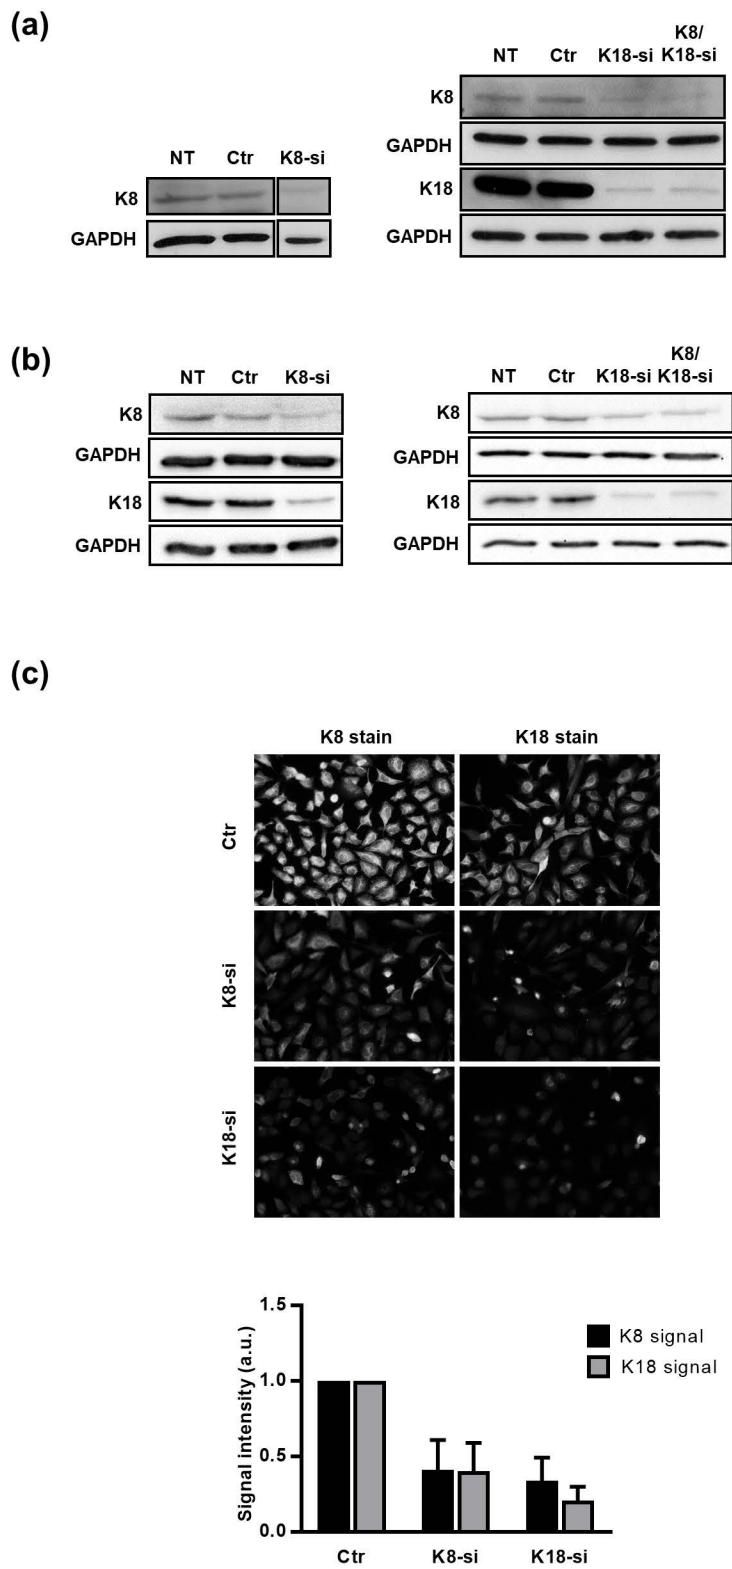 (a)
NT Ctr K8-si
K8
GAPDH
K8/
NT Ctr K18-si K18-si
K8
GAPDH
K18
GAPDH
(b)
NT Ctr K8-si
K8
GAPDH
K18
GAPDH
K8/
NT Ctr K18-si K18-si
K8
GAPDH
K18
GAPDH
(c)
K8 stain K18 stain
Ctr
K8-si
K18-si
Signal intensity (a.u.)
1.5
1.0
0.5
0.0
K8 signal
K18 signal
Ctr K8-si K18-si